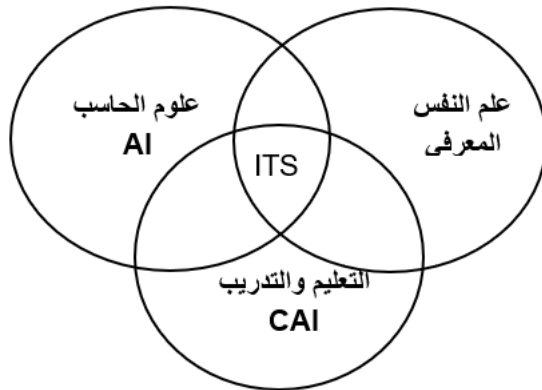 علوم الحاسب
AI
علم النفس
المعرفى
ITS
التعليم والتدريب
CAI